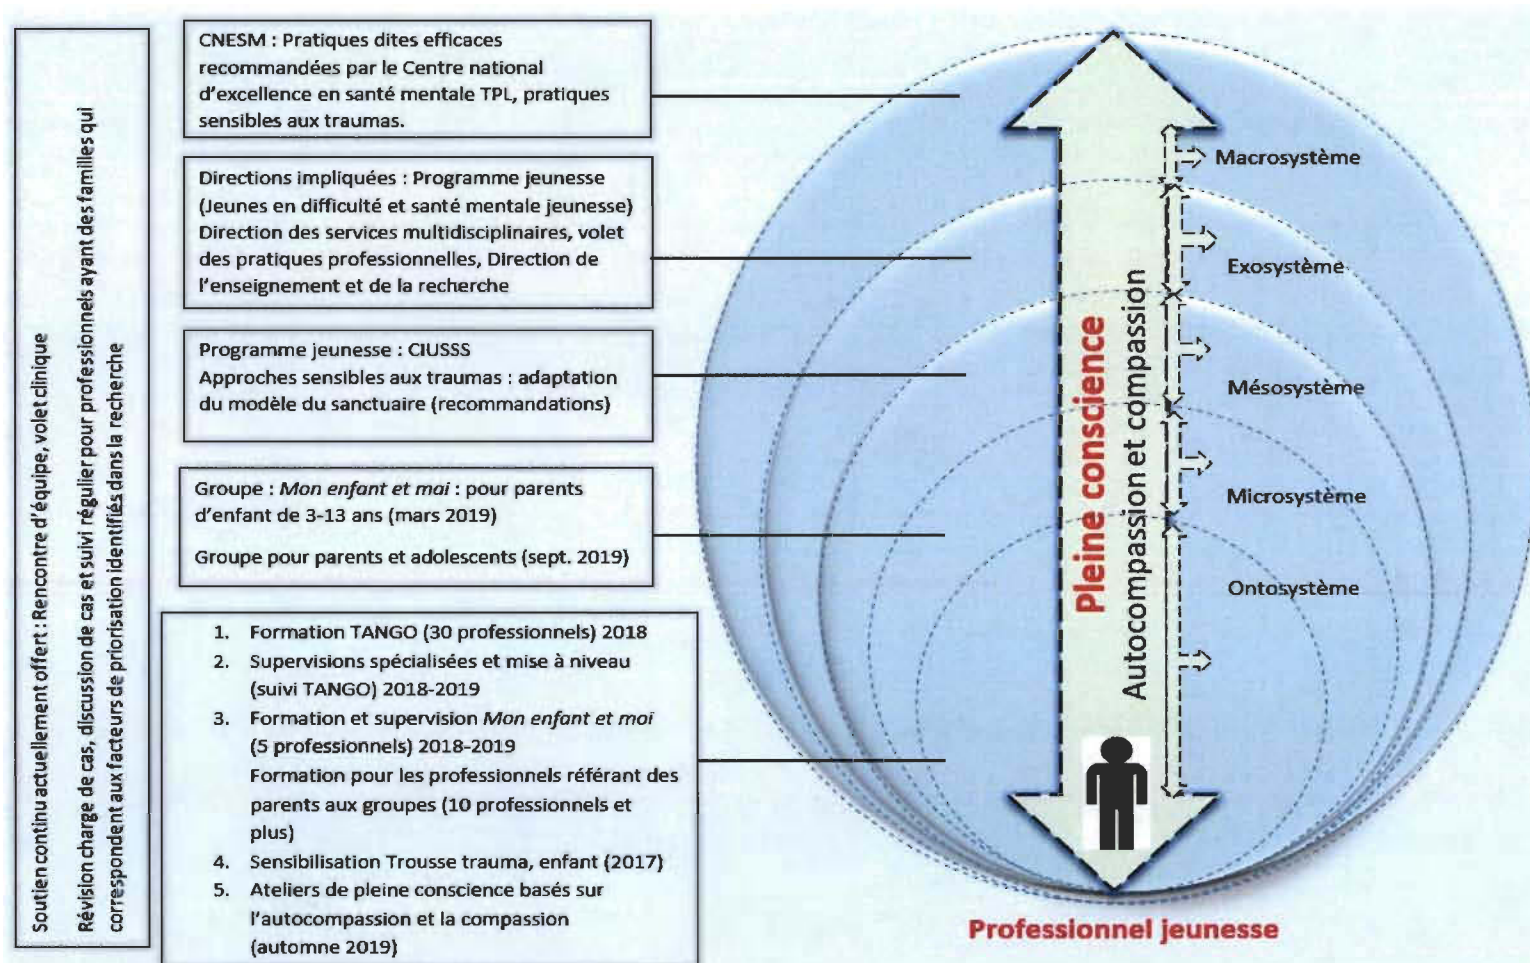 Soutien continu actuellement offert : Rencontre d'équipe, volet clinique
Révision charge de cas, discussion de cas et suivi régulier pour professionnels ayant des familles qui
correspondent aux facteurs de priorisation identifiés dans la recherche
CNESM : Pratiques dites efficaces
recommandées par le Centre national
d'excellence en santé mentale TPL, pratiques
sensibles aux traumas.
Directions impliquées : Programme jeunesse
(Jeunes en difficulté et santé mentale jeunesse)
Direction des services multidisciplinaires, volet
des pratiques professionnelles, Direction de
l'enseignement et de la recherche
Programme jeunesse : CIUSSS
Approches sensibles aux traumas : adaptation
du modèle du sanctuaire (recommandations)
Groupe : Mon enfant et moi : pour parents
d'enfant de 3-13 ans (mars 2019)
Groupe pour parents et adolescents (sept. 2019)
1. Formation TANGO (30 professionnels) 2018
2. Supervisions spécialisées et mise à niveau
(suivi TANGO) 2018-2019
3. Formation et supervision Mon enfant et moi
(5 professionnels) 2018-2019
Formation pour les professionnels référant des
parents aux groupes (10 professionnels et
plus)
4. Sensibilisation Trousse trauma, enfant (2017)
5. Ateliers de pleine conscience basés sur
l'autocompassion et la compassion
(automne 2019)
Pleine conscience
Autocompassion et compassion
Macrosystème
Exosystème
Mésosystème
Microsystème
Ontosystème
Professionnel jeunesse